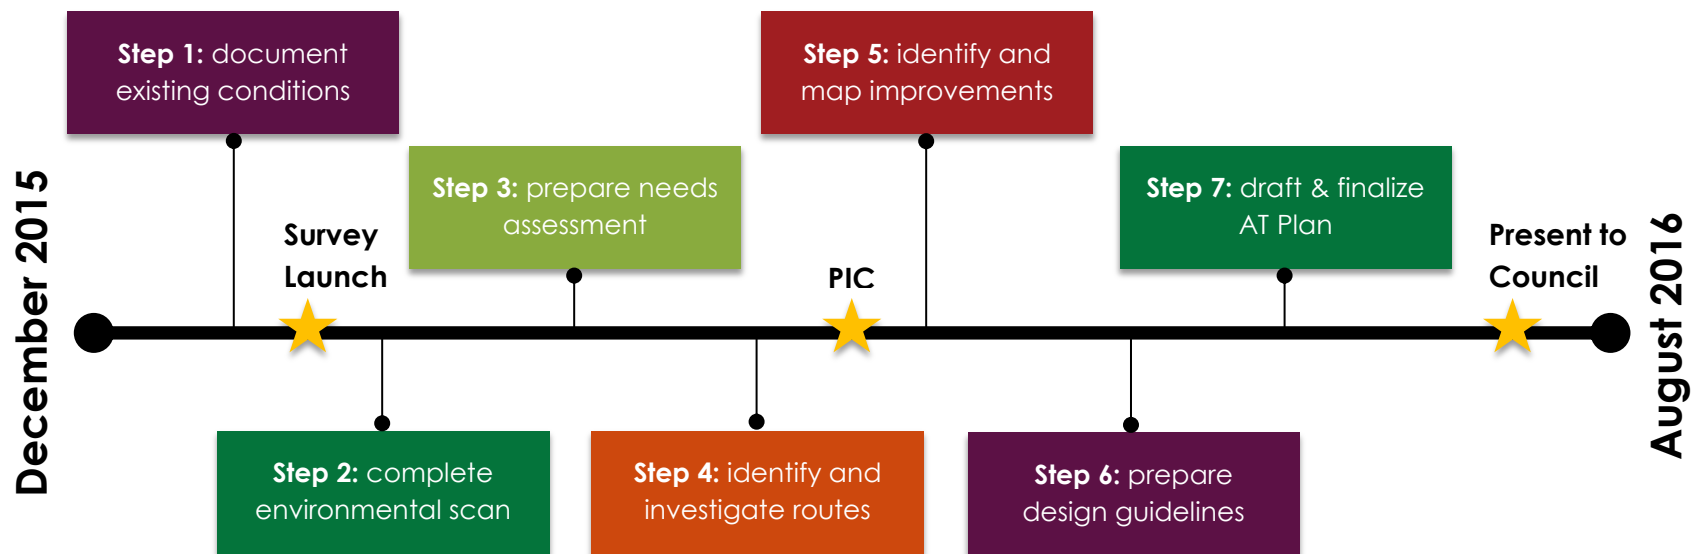 December 2015
Step 1: document
existing conditions
Survey
Launch
Step 2: complete
environmental scan
Step 3: prepare needs
assessment
Step 4: identify and
investigate routes
PIC
Step 5: identify and
map improvements
Step 6: prepare
design guidelines
Step 7: draft & finalize
AT Plan
Present to
Council
August 2016